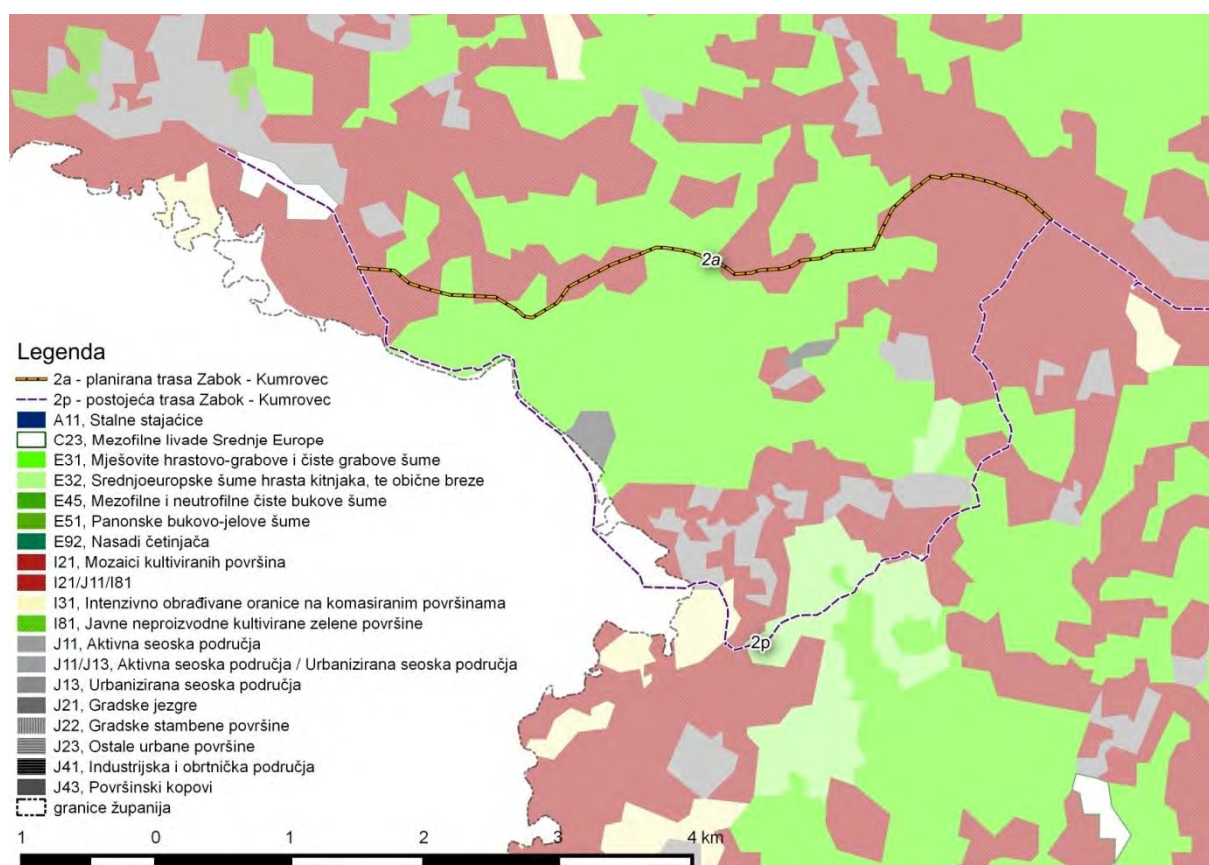 2a
Legenda
2a - planirana trasa Zabok - Kumrovec
2p - postojeća trasa Zabok - Kumrovec
A11, Stalne stajaćice
C23, Mezofilne livade Srednje Europe
E31, Mješovite hrastovo-grabove i čiste grabove šume
E32, Srednjoeuropske šume hrasta kitnjaka, te obične breze
E45, Mezofilne i neutrofilne čiste bukove šume
E51, Panonske bukovo-jelove šume
E92, Nasadi četinjača
I21, Mozaici kultiviranih površina
I21/J11/I81
I31, Intenzivno obrađivane oranice na komasiranim površinama
I81, Javne neproizvodne kultivirane zelene površine
J11, Aktivna seoska područja
2p
J11/J13, Aktivna seoska područja / Urbanizirana seoska područja
J13, Urbanizirana seoska područja
J21, Gradske jezgre
J22, Gradske stambene površine
J23, Ostale urbane površine
J41, Industrijska i obrtnička područja
J43, Površinski kopovi
granice županija
1 0 1 2 3 4 km